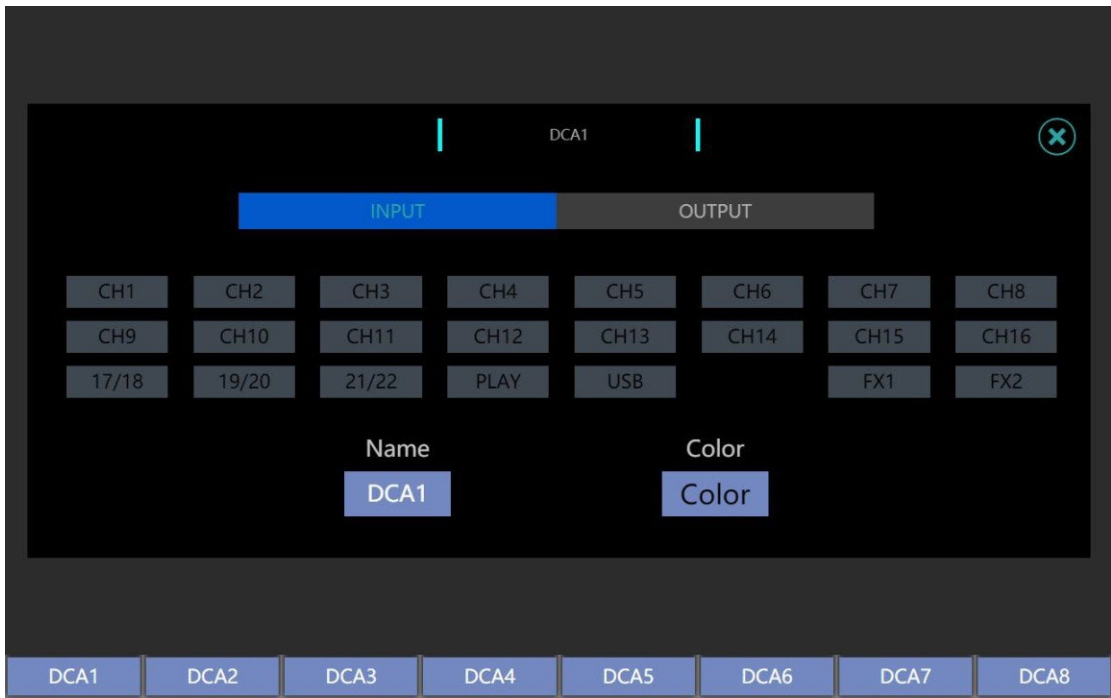 DCA1
INPUT OUTPUT
CH1 CH2 CH3 CH4 CH5 CH6 CH7 CH8
CH9 CH10 CH11 CH12 CH13 CH14 CH15 CH16
17/18 19/20 21/22 PLAY USB FX1 FX2
Name Color
DCA1 Color
DCA1 DCA2 DCA3 DCA4 DCA5 DCA6 DCA7 DCA8